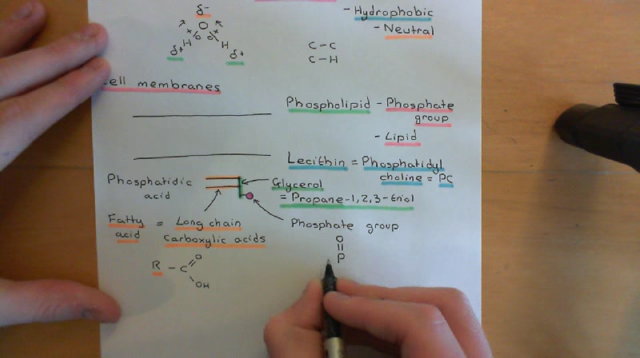 δ-
O
δ+ H H δ+
- Hydrophobic
- Neutral
C - C
C - H
Cell membranes
Phospholipid - Phosphate group
- Lipid
Lecithin = Phosphatidyl choline = PC
Phosphatidic acid
Glycerol
= Propane-1,2,3-triol
Fatty acid = Long chain carboxylic acids
Phosphate group
R - C O
OH
O
P